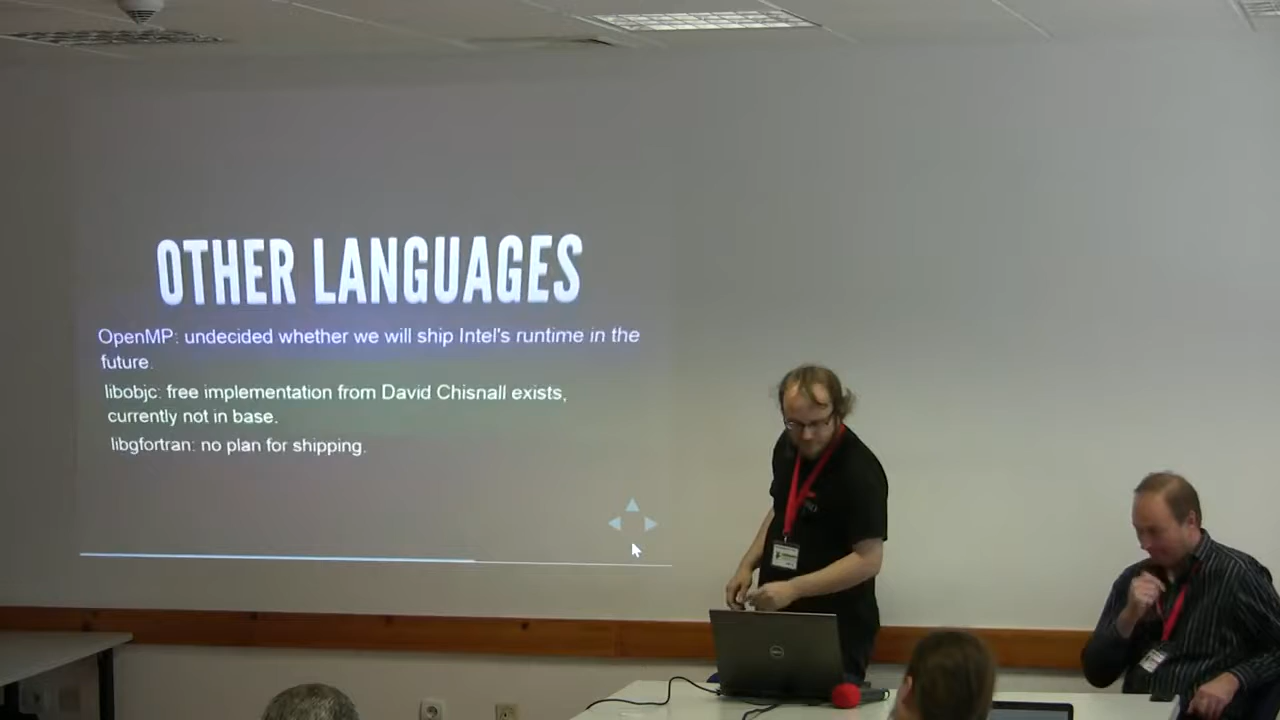 OTHER LANGUAGES
OpenMP: undecided whether we will ship Intel's runtime in the
future.
libobjc: free implementation from David Chisnall exists,
currently not in base.
libgfortran: no plan for shipping.